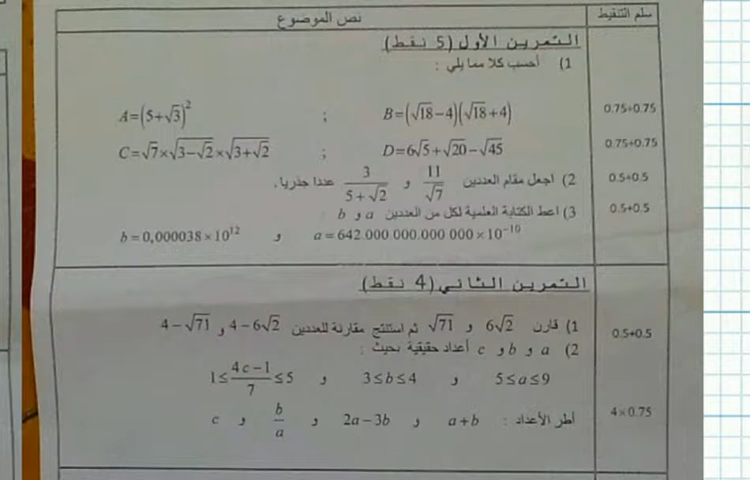 سلم التنقيط
نص الموضوع
التمرين الأول (5 نقط)
1) أحسب كلا مما يلي :
0.75+0.75
B=(√18−4)(√18+4) ; A=(5+√3)²
0.75+0.75
D=6√5+√20−√45 ; C=√7×√(3−√2)×√(3+√2)
0.5+0.5
2) اجعل مقام العددين 11/√7 و 3/(5+√2) عددا جذريا.
0.5+0.5
3) اعط الكتابة العلمية لكل من العددين a و b :
a=642.000 000.000 000×10⁻¹⁰ و b=0,000038×10¹²
التمرين الثاني (4 نقط)
0.5+0.5
1) قارن 6√2 و √71 ثم استنتج مقارنة للعددين 4−6√2 و 4−√71
2) a و b و c أعداد حقيقية بحيث :
5≤a≤9 و 3≤b≤4 و 1≤(4c−1)/7≤5
4×0.75
أطر الأعداد : a+b و 2a−3b و b/a و c